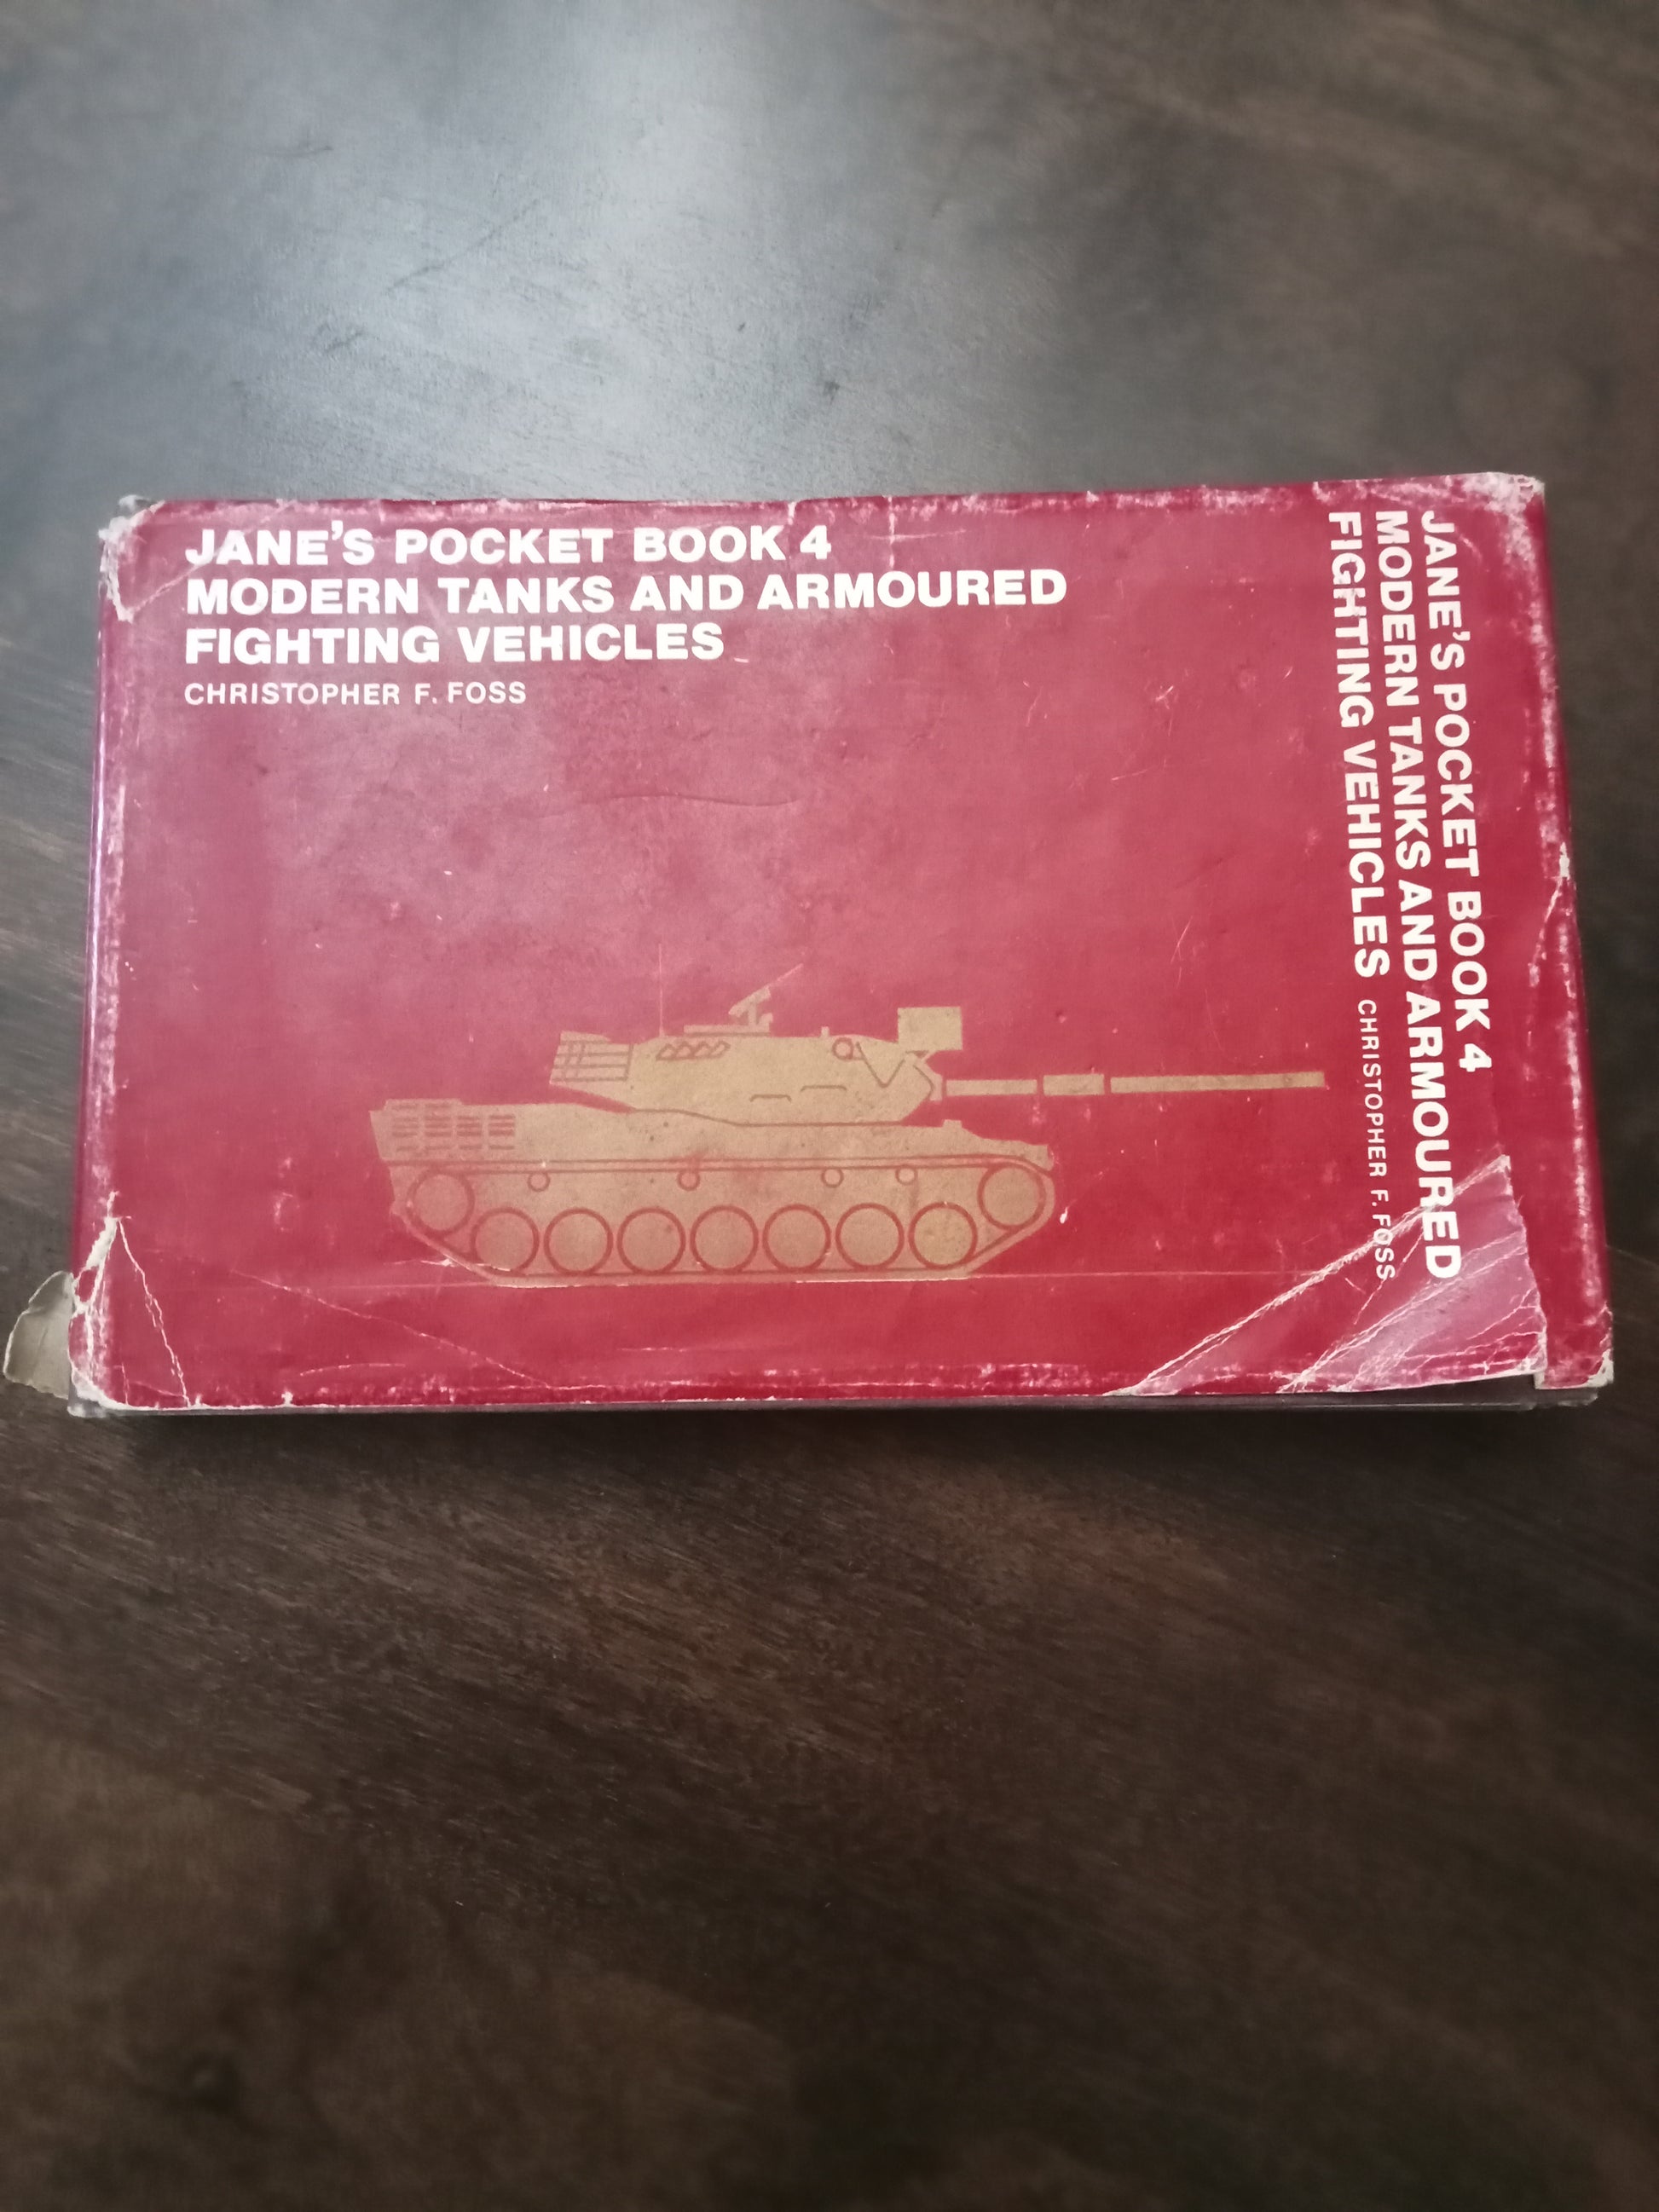 JANE'S POCKET BOOK 4
MODERN TANKS AND ARMOURED
FIGHTING VEHICLES
CHRISTOPHER F. FOSS
JANE'S POCKET BOOK 4
MODERN TANKS AND ARMOURED
FIGHTING VEHICLES CHRISTOPHER F. FOSS